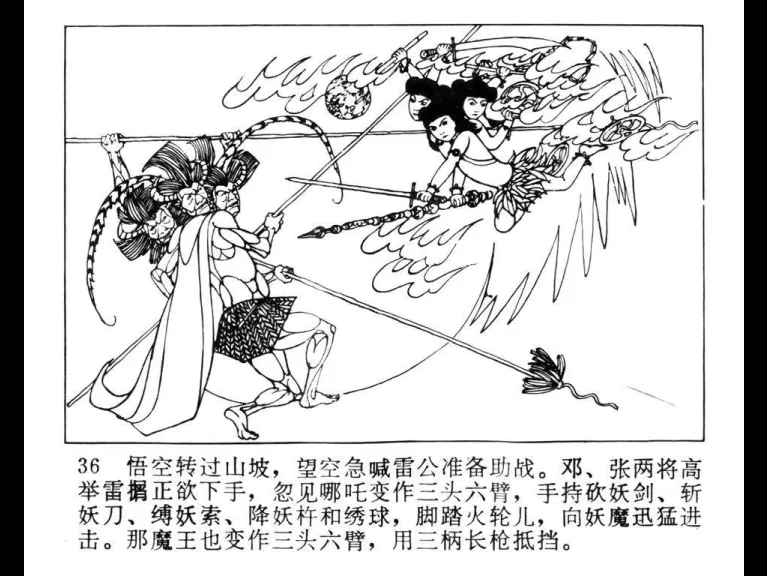 36 悟空转过山坡，望空急喊雷公准备助战。邓、张两将高
举雷㨃正欲下手，忽见哪吒变作三头六臂，手持砍妖剑、斩
妖刀、缚妖索、降妖杵和绣球，脚踏火轮儿，向妖魔迅猛进
击。那魔王也变作三头六臂，用三柄长枪抵挡。